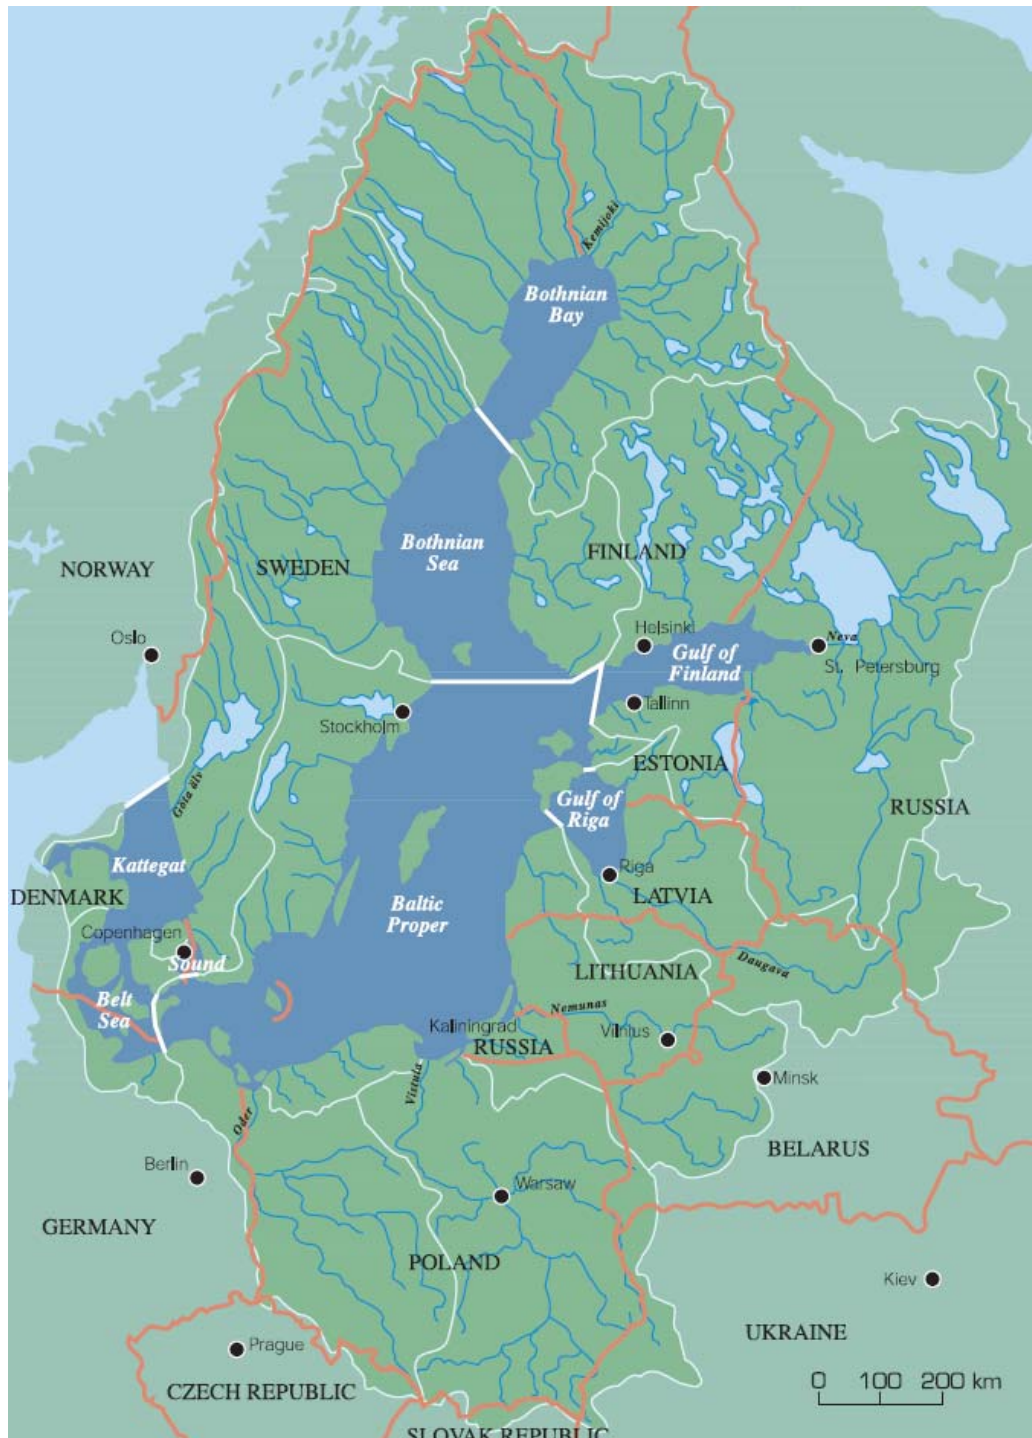 Kemijoki
Bothnian
Bay
Bothnian
Sea
NORWAY
SWEDEN
FINLAND
Oslo
Helsinki
Gulf of
Finland
Neva
St. Petersburg
Stockholm
Tallinn
Göta älv
ESTONIA
Gulf of
Riga
RUSSIA
Kattegat
Riga
DENMARK
LATVIA
Baltic
Proper
Copenhagen
Sound
Daugava
LITHUANIA
Belt
Sea
Nemunas
Kaliningrad
Vilnius
RUSSIA
Vistula
Minsk
Oder
BELARUS
Berlin
Warsaw
GERMANY
POLAND
Kiev
UKRAINE
Prague
0 100 200 km
CZECH REPUBLIC
SLOVAK REPUBLIC